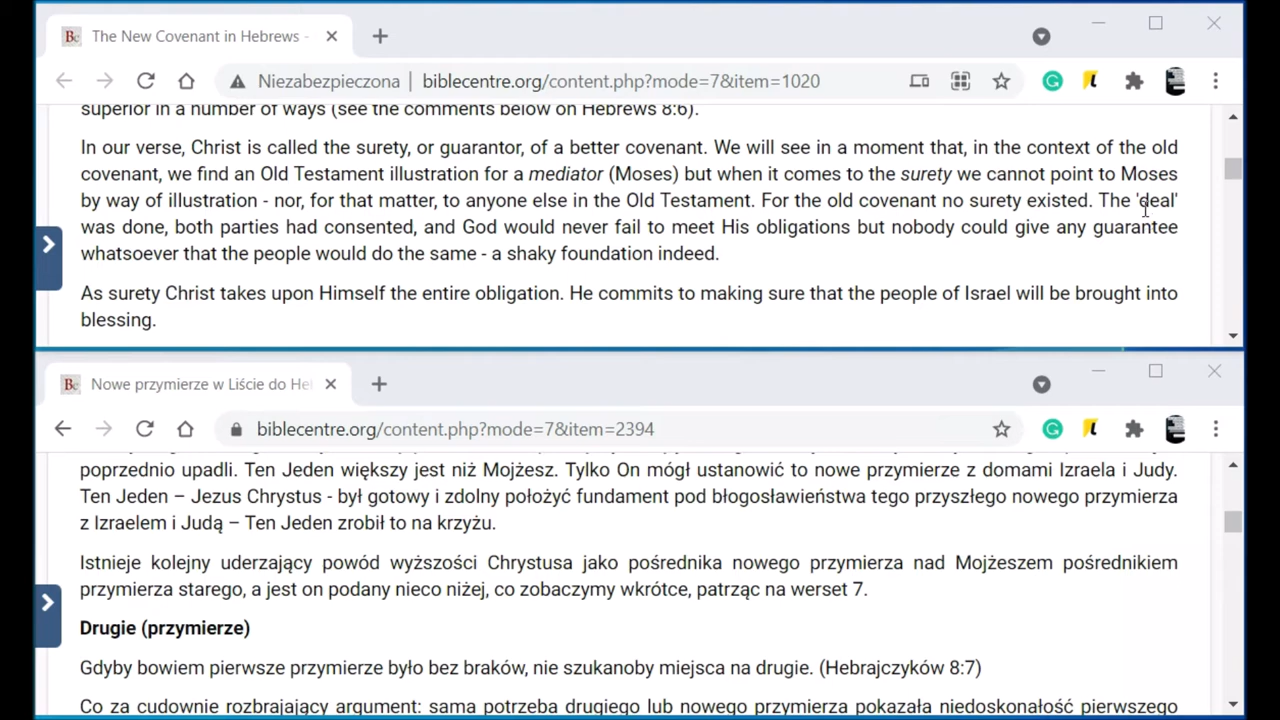 The New Covenant in Hebrews -
Niezabezpieczona | biblecentre.org/content.php?mode=7&item=1020
superior in a number of ways (see the comments below on Hebrews 8:6).
In our verse, Christ is called the surety, or guarantor, of a better covenant. We will see in a moment that, in the context of the old
covenant, we find an Old Testament illustration for a mediator (Moses) but when it comes to the surety we cannot point to Moses
by way of illustration - nor, for that matter, to anyone else in the Old Testament. For the old covenant no surety existed. The 'deal'
was done, both parties had consented, and God would never fail to meet His obligations but nobody could give any guarantee
whatsoever that the people would do the same - a shaky foundation indeed.
As surety Christ takes upon Himself the entire obligation. He commits to making sure that the people of Israel will be brought into
blessing.
Nowe przymierze w Liście do He
biblecentre.org/content.php?mode=7&item=2394
poprzednio upadli. Ten Jeden większy jest niż Mojżesz. Tylko On mógł ustanowić to nowe przymierze z domami Izraela i Judy.
Ten Jeden – Jezus Chrystus - był gotowy i zdolny położyć fundament pod błogosławieństwa tego przyszłego nowego przymierza
z Izraelem i Judą – Ten Jeden zrobił to na krzyżu.
Istnieje kolejny uderzający powód wyższości Chrystusa jako pośrednika nowego przymierza nad Mojżeszem pośrednikiem
przymierza starego, a jest on podany nieco niżej, co zobaczymy wkrótce, patrząc na werset 7.
Drugie (przymierze)
Gdyby bowiem pierwsze przymierze było bez braków, nie szukanoby miejsca na drugie. (Hebrajczyków 8:7)
Co za cudownie rozbrajający argument: sama potrzeba drugiego lub nowego przymierza pokazała niedoskonałość pierwszego